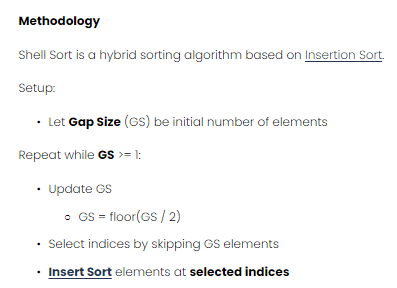 Methodology
Shell Sort is a hybrid sorting algorithm based on Insertion Sort.
Setup:
• Let Gap Size (GS) be initial number of elements
Repeat while GS >= 1:
• Update GS
○ GS = floor(GS / 2)
• Select indices by skipping GS elements
• Insert Sort elements at selected indices